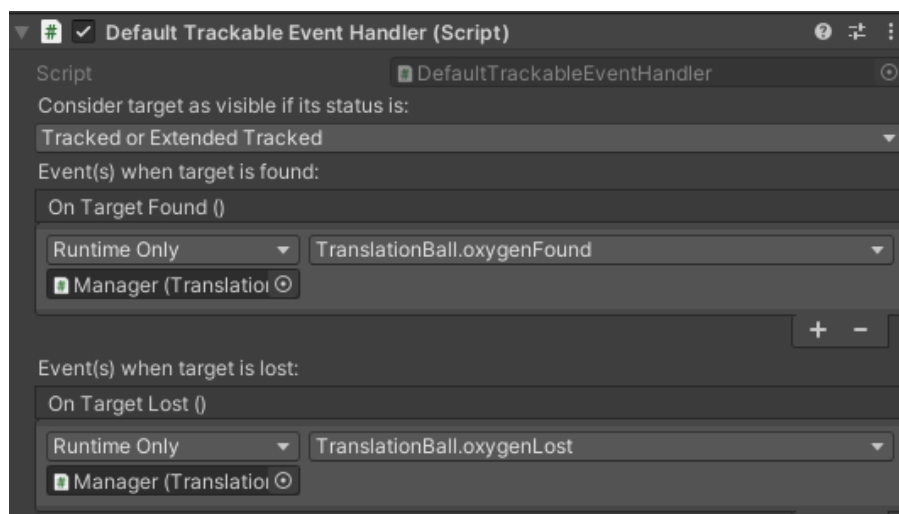 Default Trackable Event Handler (Script)
Script DefaultTrackableEventHandler
Consider target as visible if its status is:
Tracked or Extended Tracked
Event(s) when target is found:
On Target Found ()
Runtime Only TranslationBall.oxygenFound
Manager (Translatio
Event(s) when target is lost:
On Target Lost ()
Runtime Only TranslationBall.oxygenLost
Manager (Translatio